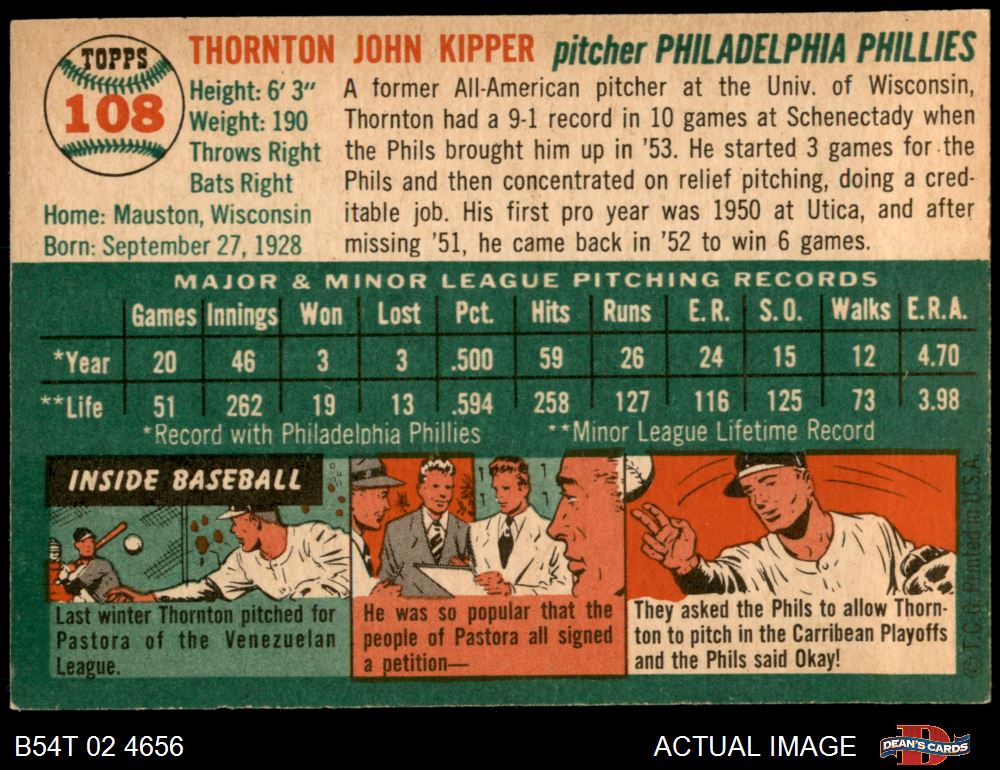 TOPPS
108
THORNTON JOHN KIPPER pitcher PHILADELPHIA PHILLIES
Height: 6' 3"
Weight: 190
Throws Right
Bats Right
Home: Mauston, Wisconsin
Born: September 27, 1928
A former All-American pitcher at the Univ. of Wisconsin,
Thornton had a 9-1 record in 10 games at Schenectady when
the Phils brought him up in '53. He started 3 games for the
Phils and then concentrated on relief pitching, doing a cred-
itable job. His first pro year was 1950 at Utica, and after
missing '51, he came back in '52 to win 6 games.
MAJOR & MINOR LEAGUE PITCHING RECORDS
Games Innings Won Lost Pct. Hits Runs E.R. S.O. Walks E.R.A.
*Year 20 46 3 3 .500 59 26 24 15 12 4.70
**Life 51 262 19 13 .594 258 127 116 125 73 3.98
*Record with Philadelphia Phillies **Minor League Lifetime Record
INSIDE BASEBALL
Last winter Thornton pitched for
Pastora of the Venezuelan
League.
He was so popular that the
people of Pastora all signed
a petition—
They asked the Phils to allow Thorn-
ton to pitch in the Carribean Playoffs
and the Phils said Okay!
© T.C.G. Printed in U.S.A.
B54T 02 4656
ACTUAL IMAGE
DEAN'S CARDS